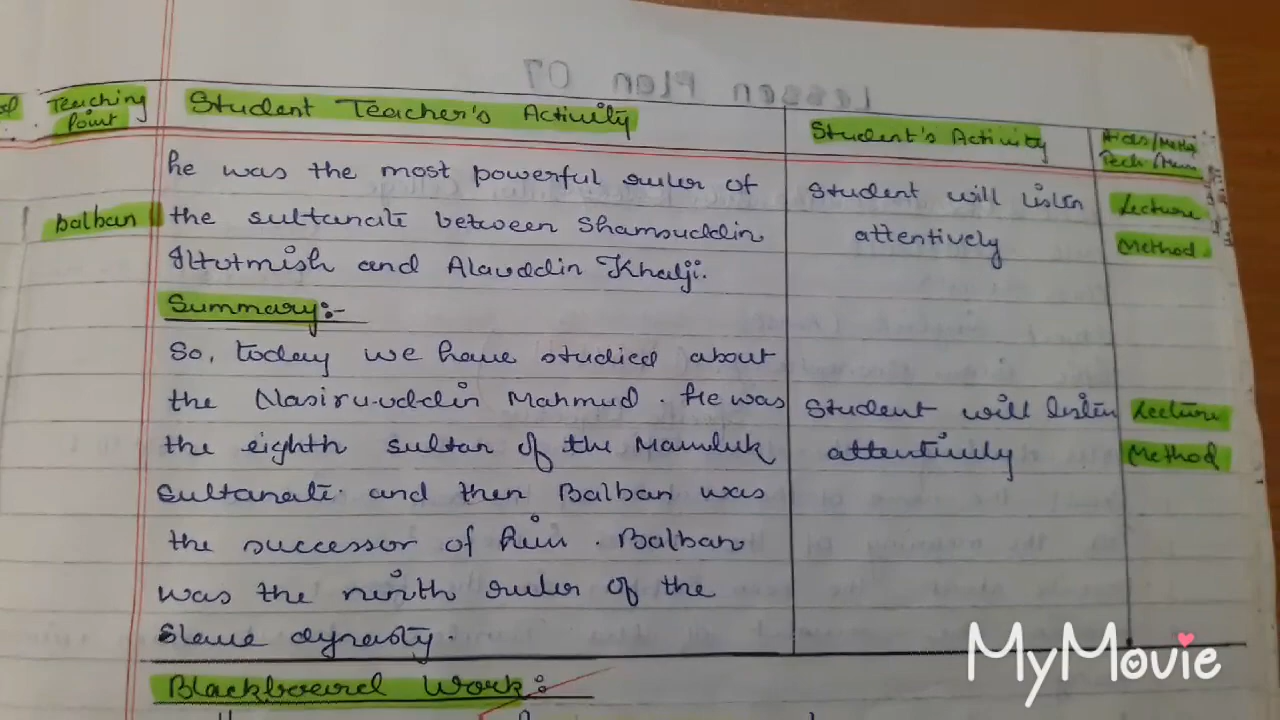 Lesson Plan 07
Teaching Point
Student Teacher's Activity
Student's Activity
he was the most powerful ruler of
Balban
the sultanate between Shamsuddin
Iltutmish and Alauddin Khalji.
Student will listen
attentively
Lecture
Method
Summary:-
So, today we have studied about
the Nasiru-uddin Mahmud. He was
the eighth sultan of the Mamluk
sultanate. and then Balban was
the successor of him. Balban
was the ninth ruler of the
Slave dynasty.
Student will listen
attentively
Lecture
Method
Blackboard Work:
MyMovie